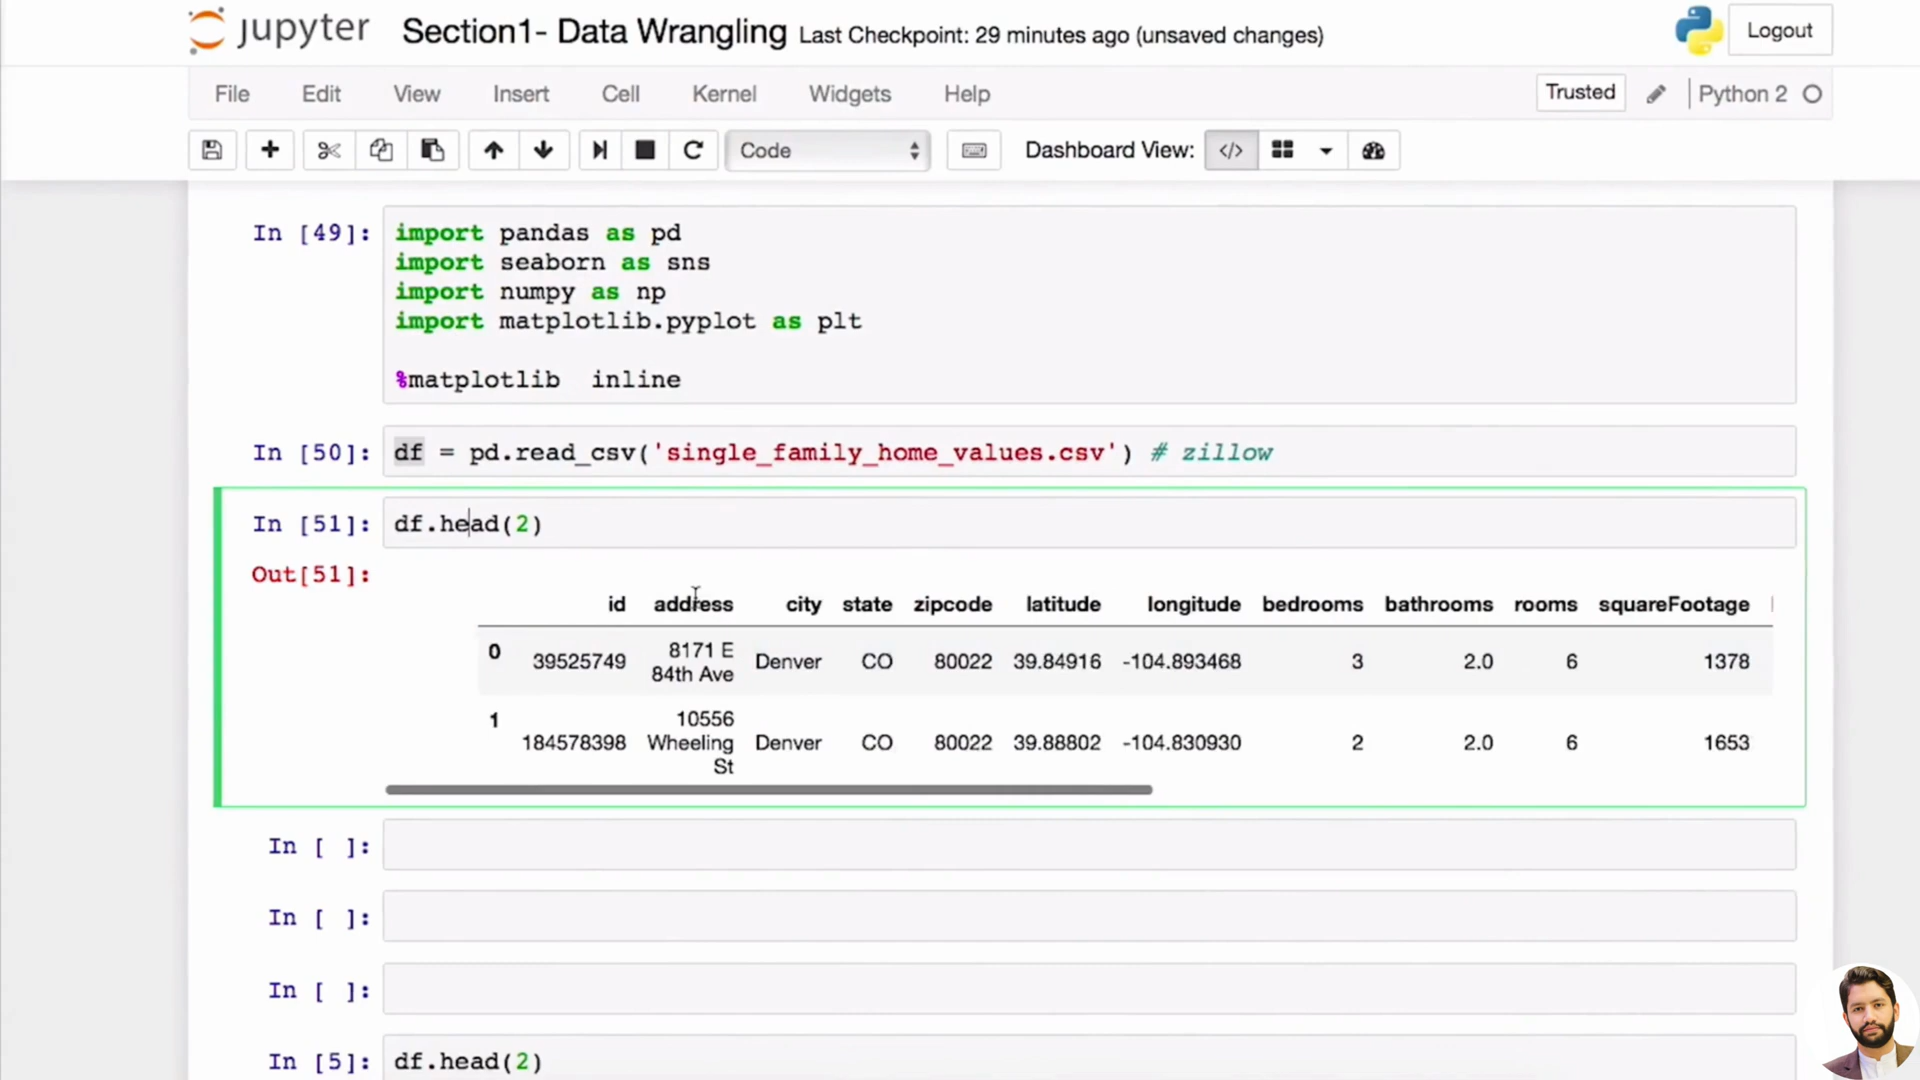 jupyter Section1- Data Wrangling Last Checkpoint: 29 minutes ago (unsaved changes) Logout
File Edit View Insert Cell Kernel Widgets Help Trusted Python 2
Code Dashboard View: </>
In [49]: import pandas as pd
import seaborn as sns
import numpy as np
import matplotlib.pyplot as plt
%matplotlib inline
In [50]: df = pd.read_csv('single_family_home_values.csv') # zillow
In [51]: df.head(2)
Out[51]:
id address city state zipcode latitude longitude bedrooms bathrooms rooms squareFootage
0 39525749 8171 E 84th Ave Denver CO 80022 39.84916 -104.893468 3 2.0 6 1378
1 184578398 10556 Wheeling St Denver CO 80022 39.88802 -104.830930 2 2.0 6 1653
In [ ]:
In [ ]:
In [ ]:
In [5]: df.head(2)